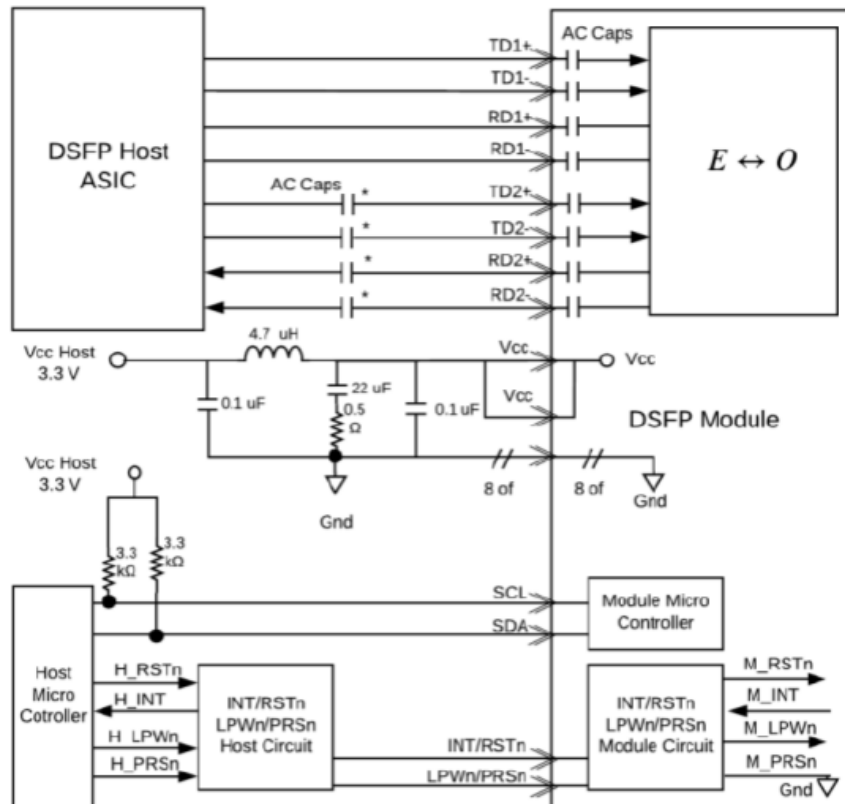 AC Caps
TD1+
TD1-
RD1+
RD1-
DSFP Host
ASIC
E ↔ O
AC Caps
*
TD2+
*
TD2-
*
RD2+
*
RD2-
4.7 uH
Vcc Host
3.3 V
Vcc
Vcc
0.1 uF
22 uF
0.5
Ω
0.1 uF
Vcc
DSFP Module
8 of
8 of
Gnd
Gnd
Vcc Host
3.3 V
3.3
kΩ
3.3
kΩ
SCL
SDA
Module Micro
Controller
Host
Micro
Cotroller
H_RSTn
H_INT
H_LPWn
H_PRSn
INT/RSTn
LPWn/PRSn
Host Circuit
INT/RSTn
LPWn/PRSn
INT/RSTn
LPWn/PRSn
Module Circuit
M_RSTn
M_INT
M_LPWn
M_PRSn
Gnd